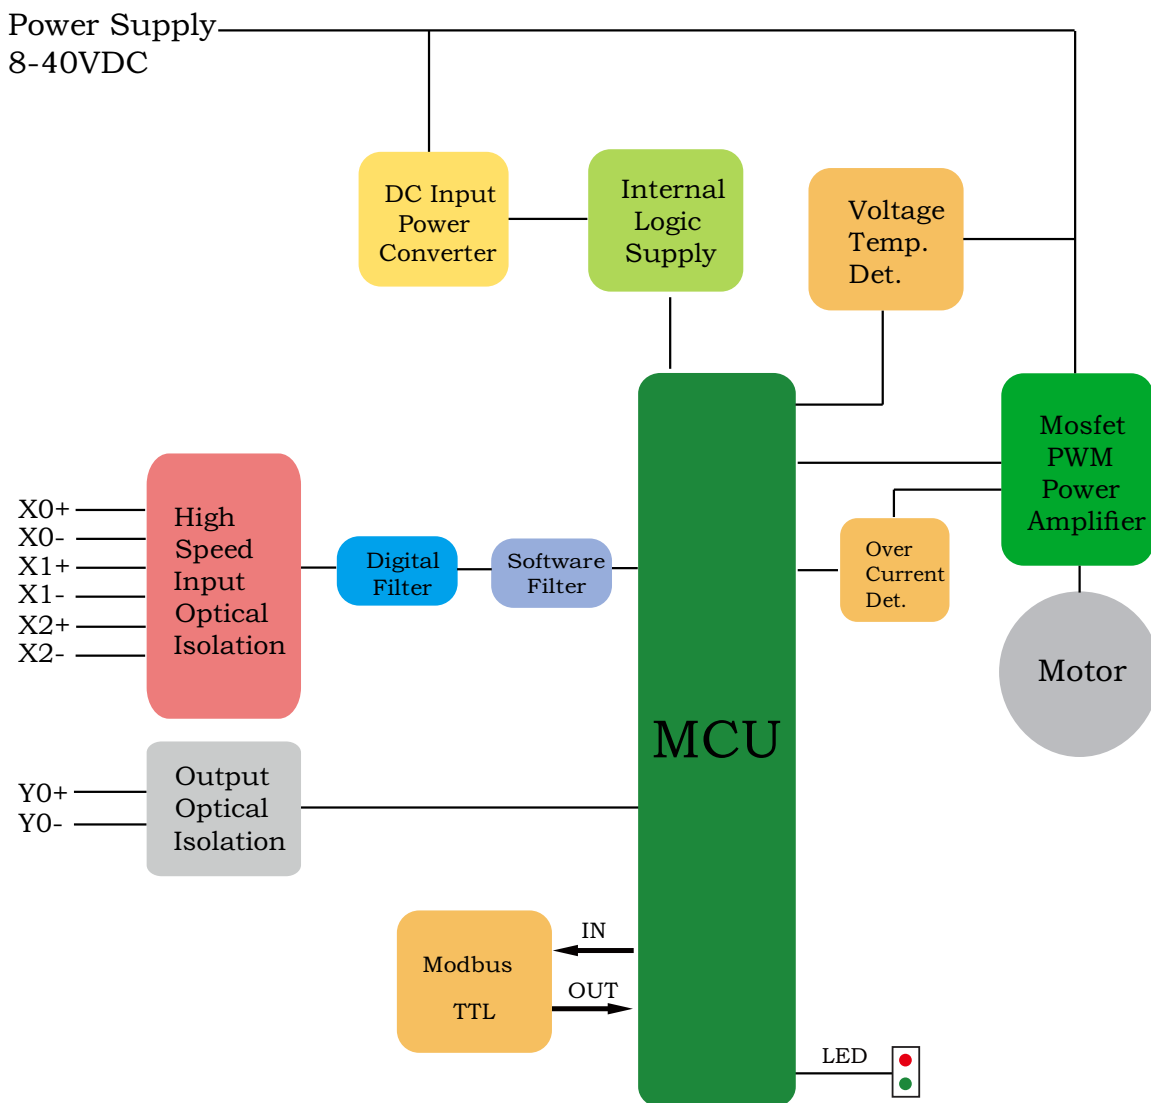 Power Supply
8-40VDC
DC Input
Power
Converter
Internal
Logic
Supply
Voltage
Temp.
Det.
Mosfet
PWM
Power
Amplifier
X0+
X0-
X1+
X1-
X2+
X2-
High
Speed
Input
Optical
Isolation
Digital
Filter
Software
Filter
Over
Current
Det.
Motor
MCU
Y0+
Y0-
Output
Optical
Isolation
Modbus
TTL
IN
OUT
LED